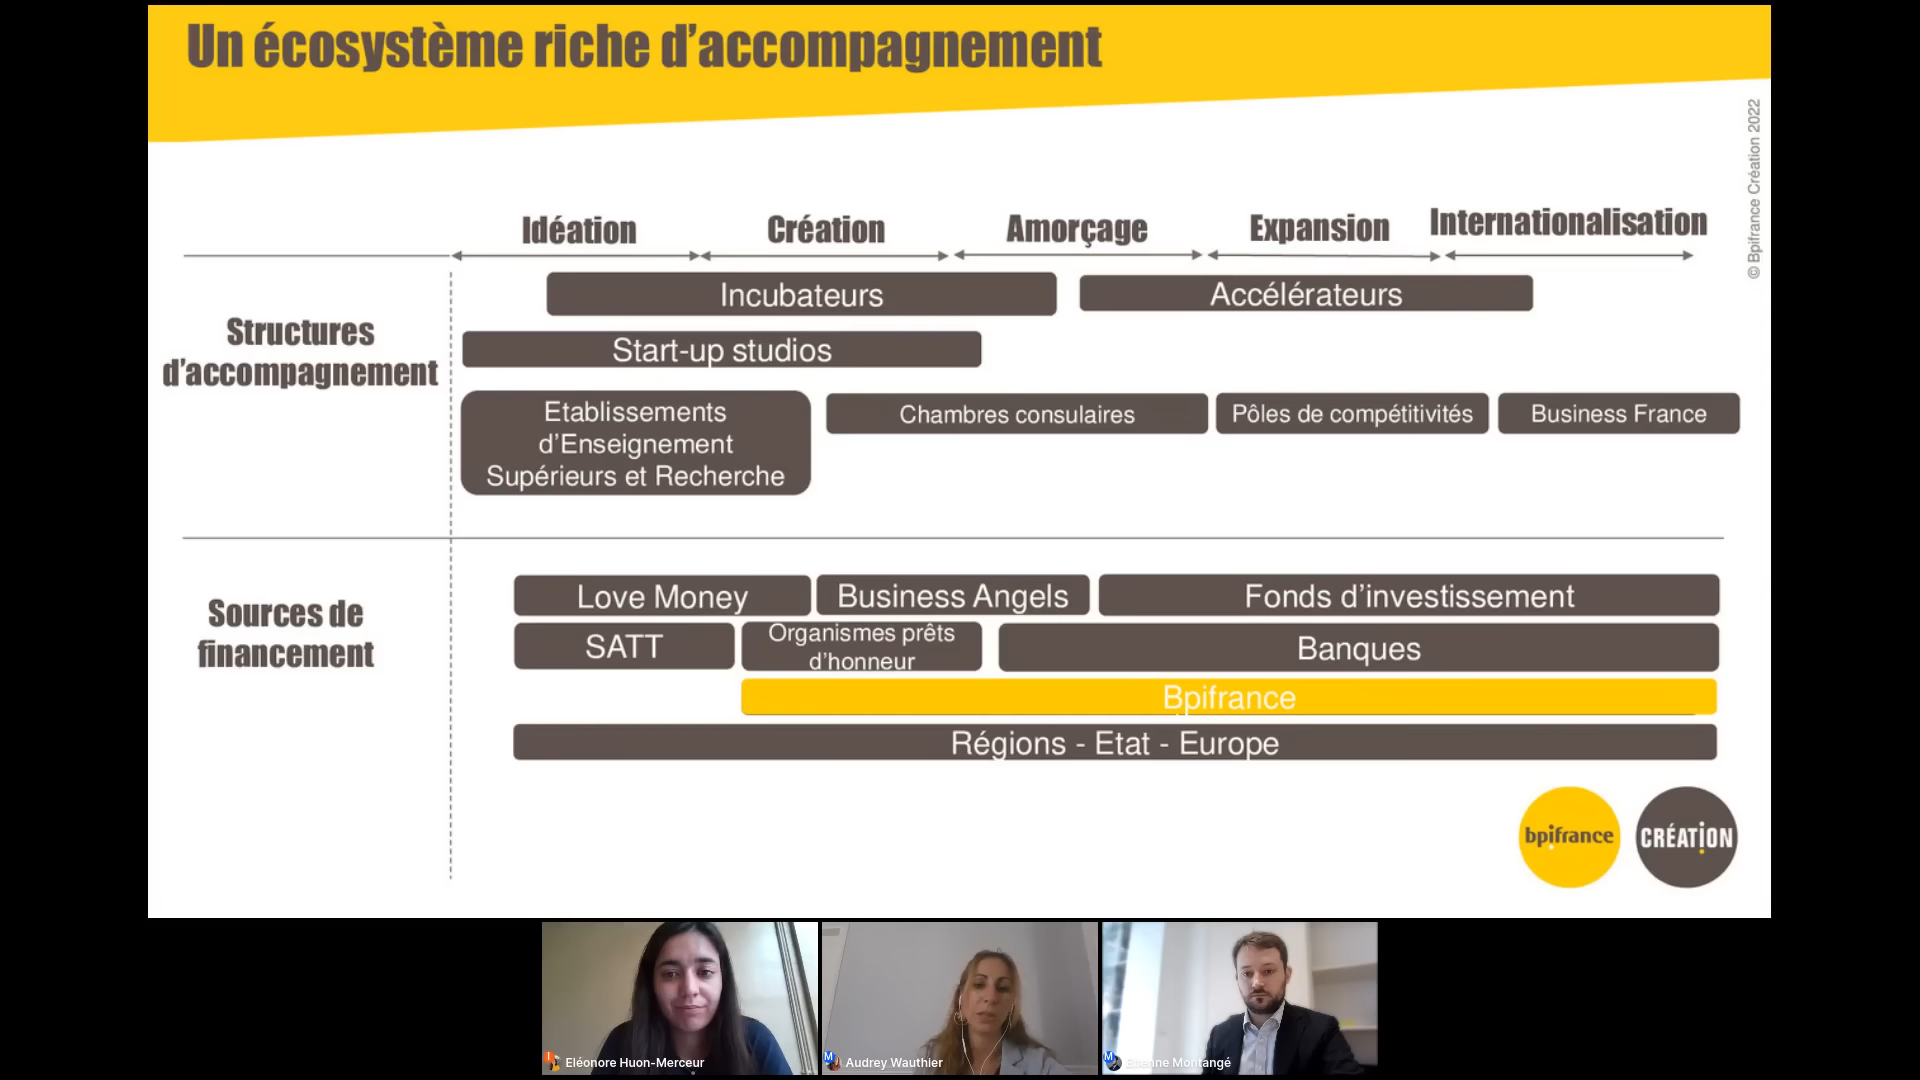 Un écosystème riche d’accompagnement
© Bpifrance Création 2022
Idéation
Création
Amorçage
Expansion
Internationalisation
Structures
d’accompagnement
Incubateurs
Accélérateurs
Start-up studios
Etablissements
d’Enseignement
Supérieurs et Recherche
Chambres consulaires
Pôles de compétitivités
Business France
Sources de
financement
Love Money
Business Angels
Fonds d’investissement
SATT
Organismes prêts
d’honneur
Banques
Bpifrance
Régions - Etat - Europe
bpifrance
CRÉATION
Eléonore Huon-Merceur
M
Audrey Wauthier
M
Etienne Montangé